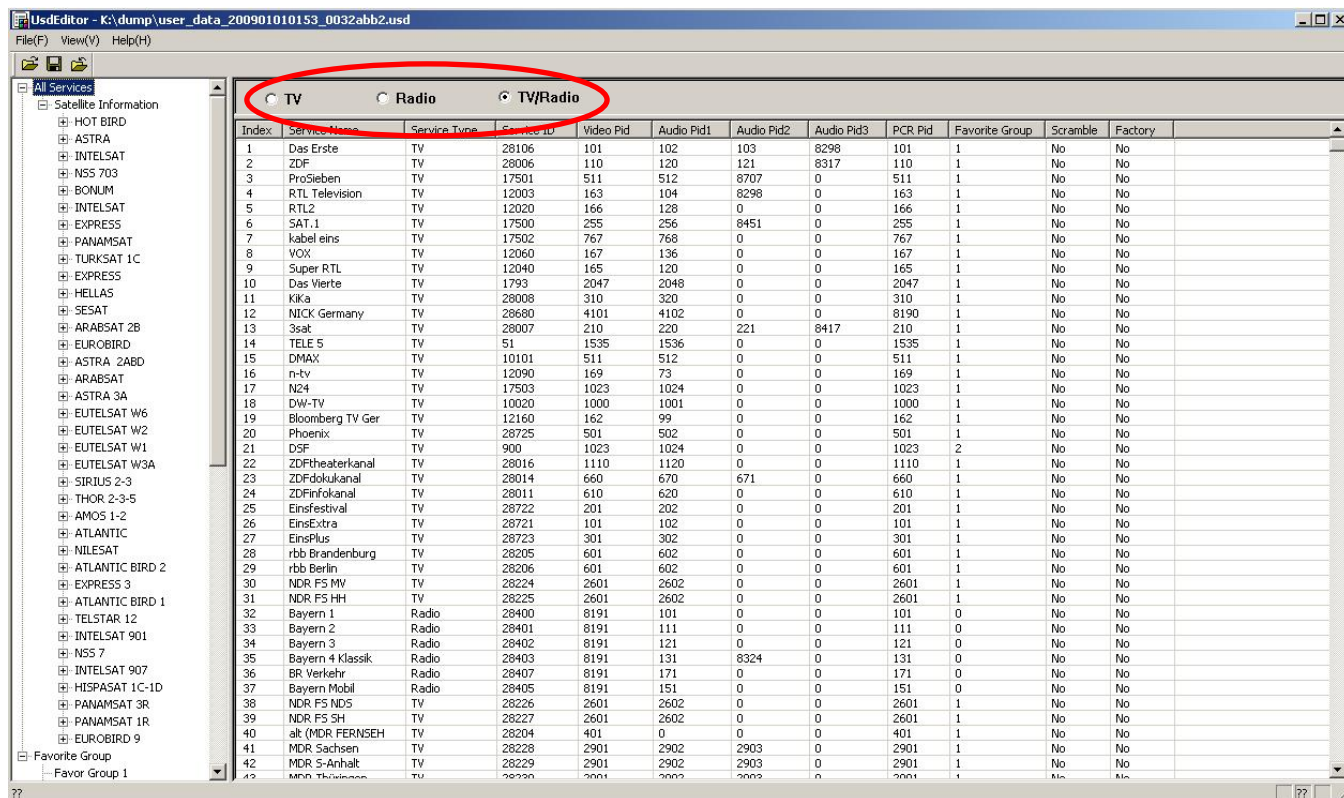 UsdEditor - K:\dump\user_data_200901010153_0032abb2.usd
File(F) View(V) Help(H)
All Services
Satellite Information
HOT BIRD
ASTRA
INTELSAT
NSS 703
BONUM
INTELSAT
EXPRESS
PANAMSAT
TURKSAT 1C
EXPRESS
HELLAS
SESAT
ARABSAT 2B
EUROBIRD
ASTRA 2ABD
ARABSAT
ASTRA 3A
EUTELSAT W6
EUTELSAT W2
EUTELSAT W1
EUTELSAT W3A
SIRIUS 2-3
THOR 2-3-5
AMOS 1-2
ATLANTIC
NILESAT
ATLANTIC BIRD 2
EXPRESS 3
ATLANTIC BIRD 1
TELSTAR 12
INTELSAT 901
NSS 7
INTELSAT 907
HISPASAT 1C-1D
PANAMSAT 3R
PANAMSAT 1R
EUROBIRD 9
Favorite Group
Favor Group 1
TV Radio TV/Radio
Index Service Name Service Type Service ID Video Pid Audio Pid1 Audio Pid2 Audio Pid3 PCR Pid Favorite Group Scramble Factory
1 Das Erste TV 28106 101 102 103 8298 101 1 No No
2 ZDF TV 28006 110 120 121 8317 110 1 No No
3 ProSieben TV 17501 511 512 8707 0 511 1 No No
4 RTL Television TV 12003 163 104 8298 0 163 1 No No
5 RTL2 TV 12020 166 128 0 0 166 1 No No
6 SAT.1 TV 17500 255 256 8451 0 255 1 No No
7 kabel eins TV 17502 767 768 0 0 767 1 No No
8 VOX TV 12060 167 136 0 0 167 1 No No
9 Super RTL TV 12040 165 120 0 0 165 1 No No
10 Das Vierte TV 1793 2047 2048 0 0 2047 1 No No
11 KiKa TV 28008 310 320 0 0 310 1 No No
12 NICK Germany TV 28680 4101 4102 0 0 8190 1 No No
13 3sat TV 28007 210 220 221 8417 210 1 No No
14 TELE 5 TV 51 1535 1536 0 0 1535 1 No No
15 DMAX TV 10101 511 512 0 0 511 1 No No
16 n-tv TV 12090 169 73 0 0 169 1 No No
17 N24 TV 17503 1023 1024 0 0 1023 1 No No
18 DW-TV TV 10020 1000 1001 0 0 1000 1 No No
19 Bloomberg TV Ger TV 12160 162 99 0 0 162 1 No No
20 Phoenix TV 28725 501 502 0 0 501 1 No No
21 DSF TV 900 1023 1024 0 0 1023 2 No No
22 ZDFtheaterkanal TV 28016 1110 1120 0 0 1110 1 No No
23 ZDFdokukanal TV 28014 660 670 671 0 660 1 No No
24 ZDFinfokanal TV 28011 610 620 0 0 610 1 No No
25 Einsfestival TV 28722 201 202 0 0 201 1 No No
26 EinsExtra TV 28721 101 102 0 0 101 1 No No
27 EinsPlus TV 28723 301 302 0 0 301 1 No No
28 rbb Brandenburg TV 28205 601 602 0 0 601 1 No No
29 rbb Berlin TV 28206 601 602 0 0 601 1 No No
30 NDR FS MV TV 28224 2601 2602 0 0 2601 1 No No
31 NDR FS HH TV 28225 2601 2602 0 0 2601 1 No No
32 Bayern 1 Radio 28400 8191 101 0 0 101 0 No No
33 Bayern 2 Radio 28401 8191 111 0 0 111 0 No No
34 Bayern 3 Radio 28402 8191 121 0 0 121 0 No No
35 Bayern 4 Klassik Radio 28403 8191 131 8324 0 131 0 No No
36 BR Verkehr Radio 28407 8191 171 0 0 171 0 No No
37 Bayern Mobil Radio 28405 8191 151 0 0 151 0 No No
38 NDR FS NDS TV 28226 2601 2602 0 0 2601 1 No No
39 NDR FS SH TV 28227 2601 2602 0 0 2601 1 No No
40 alt (MDR FERNSEH TV 28204 401 0 0 0 401 1 No No
41 MDR Sachsen TV 28228 2901 2902 2903 0 2901 1 No No
42 MDR S-Anhalt TV 28229 2901 2902 2903 0 2901 1 No No
43 MDR Thüringen TV 28230 2901 2902 2903 0 2901 1 No No
?? ??